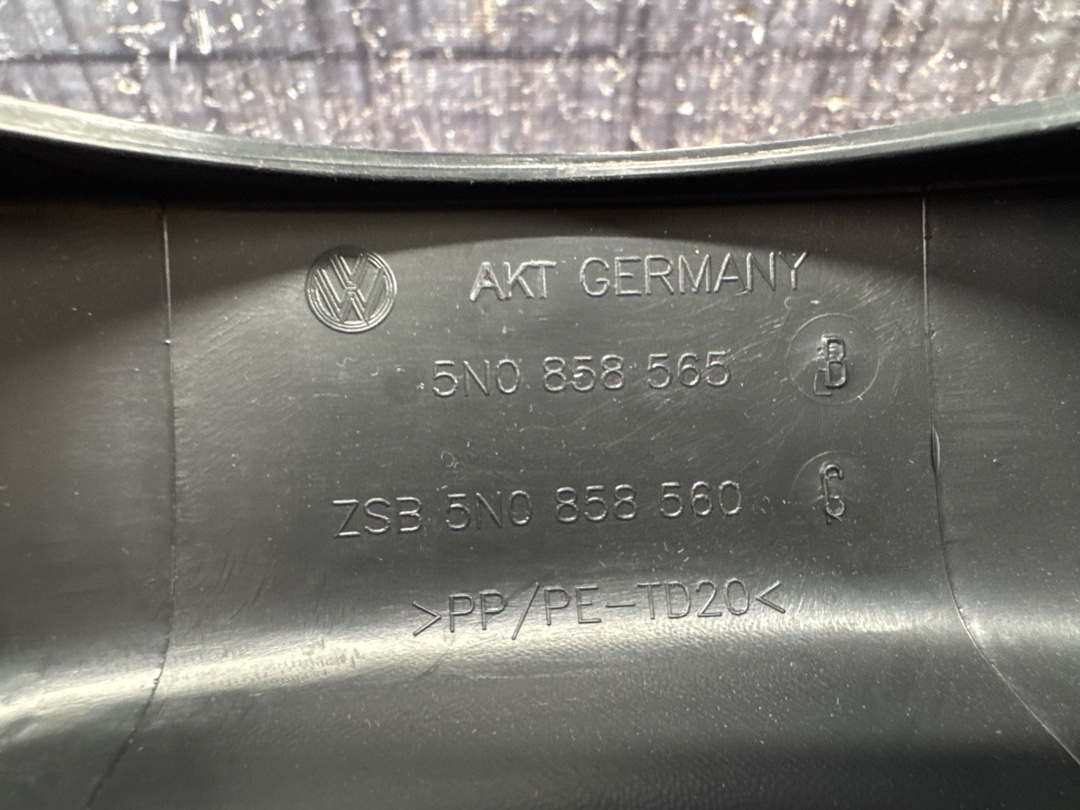 AKT GERMANY
5N0 858 565 B
ZSB 5N0 858 560
>PP/PE-TD20<